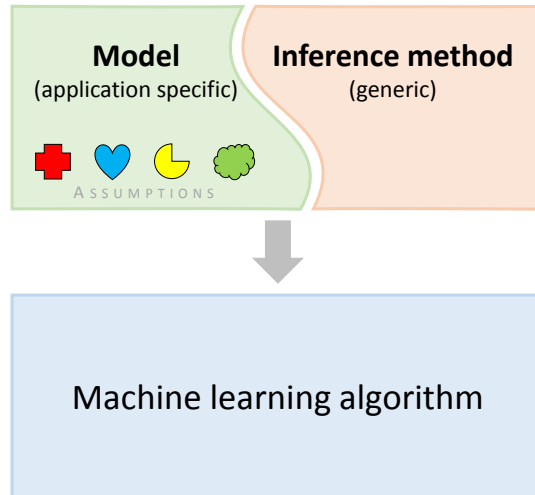 Model
(application specific)
Inference method
(generic)
ASSUMPTIONS
Machine learning algorithm